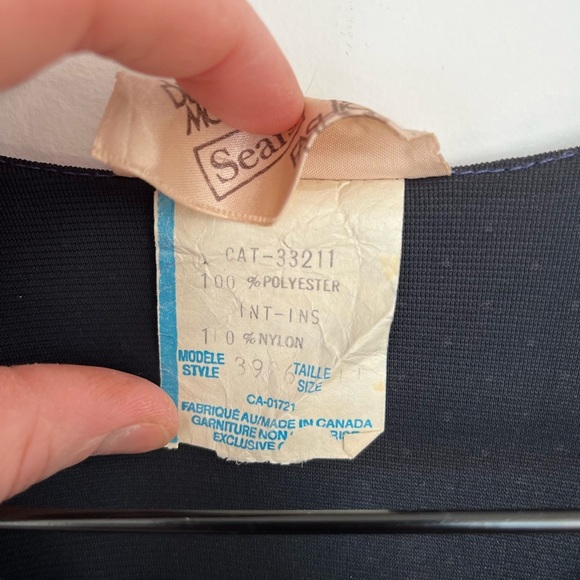 Sears
CAT-33211
100 % POLYESTER
INT-INS
100 % NYLON
MODÈLE
STYLE
TAILLE
SIZE
CA-01721
FABRIQUÉ AU/MADE IN CANADA
GARNITURE NON
EXCLUSIVE